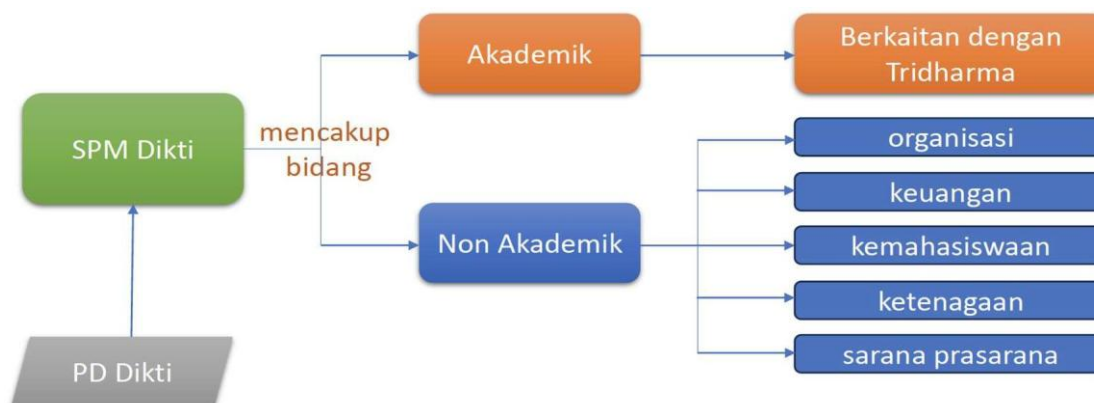 SPM Dikti
mencakup
bidang
Akademik
Berkaitan dengan
Tridharma
Non Akademik
organisasi
keuangan
kemahasiswaan
ketenagaan
sarana prasarana
PD Dikti